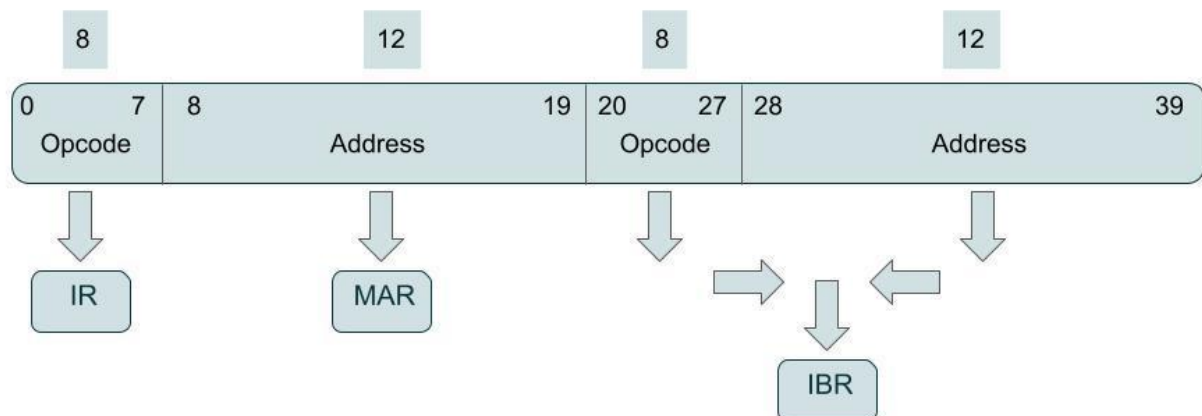 8 12 8 12
0 7 8 19 20 27 28 39
Opcode Address Opcode Address
IR MAR
IBR